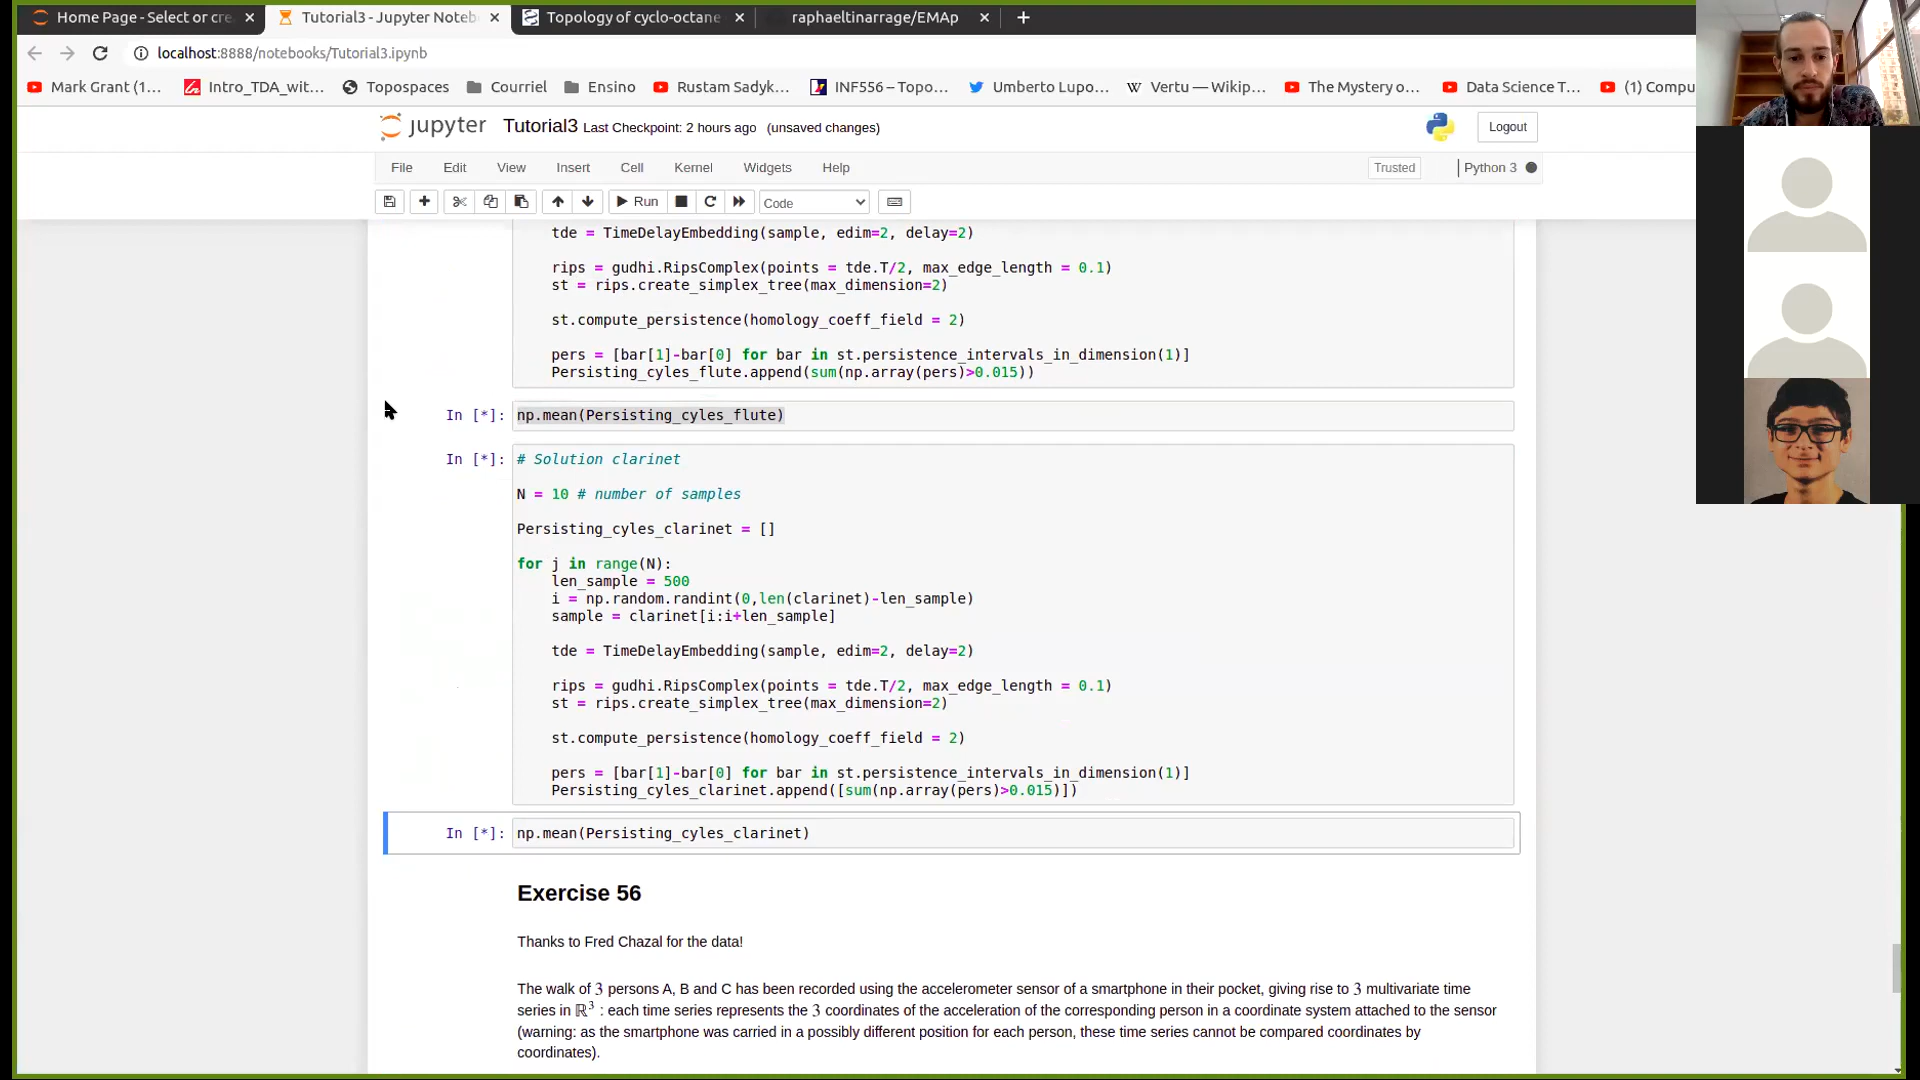 Home Page - Select or cre
Tutorial3 - Jupyter Noteb
Topology of cyclo-octane
raphaeltinarrage/EMAp
localhost:8888/notebooks/Tutorial3.ipynb
Mark Grant (1...
Intro_TDA_wit...
Topospaces
Courriel
Ensino
Rustam Sadyk...
INF556 – Topo...
Umberto Lupo...
Vertu — Wikip...
The Mystery o...
Data Science T...
(1) Compu
jupyter Tutorial3 Last Checkpoint: 2 hours ago (unsaved changes)
Logout
File Edit View Insert Cell Kernel Widgets Help
Trusted
Python 3
Run
Code
tde = TimeDelayEmbedding(sample, edim=2, delay=2)
rips = gudhi.RipsComplex(points = tde.T/2, max_edge_length = 0.1)
st = rips.create_simplex_tree(max_dimension=2)
st.compute_persistence(homology_coeff_field = 2)
pers = [bar[1]-bar[0] for bar in st.persistence_intervals_in_dimension(1)]
Persisting_cyles_flute.append(sum(np.array(pers)>0.015))
In [*]: np.mean(Persisting_cyles_flute)
In [*]: # Solution clarinet
N = 10 # number of samples
Persisting_cyles_clarinet = []
for j in range(N):
len_sample = 500
i = np.random.randint(0,len(clarinet)-len_sample)
sample = clarinet[i:i+len_sample]
tde = TimeDelayEmbedding(sample, edim=2, delay=2)
rips = gudhi.RipsComplex(points = tde.T/2, max_edge_length = 0.1)
st = rips.create_simplex_tree(max_dimension=2)
st.compute_persistence(homology_coeff_field = 2)
pers = [bar[1]-bar[0] for bar in st.persistence_intervals_in_dimension(1)]
Persisting_cyles_clarinet.append([sum(np.array(pers)>0.015)])
In [*]: np.mean(Persisting_cyles_clarinet)
Exercise 56
Thanks to Fred Chazal for the data!
The walk of 3 persons A, B and C has been recorded using the accelerometer sensor of a smartphone in their pocket, giving rise to 3 multivariate time
series in ℝ³ : each time series represents the 3 coordinates of the acceleration of the corresponding person in a coordinate system attached to the sensor
(warning: as the smartphone was carried in a possibly different position for each person, these time series cannot be compared coordinates by
coordinates).